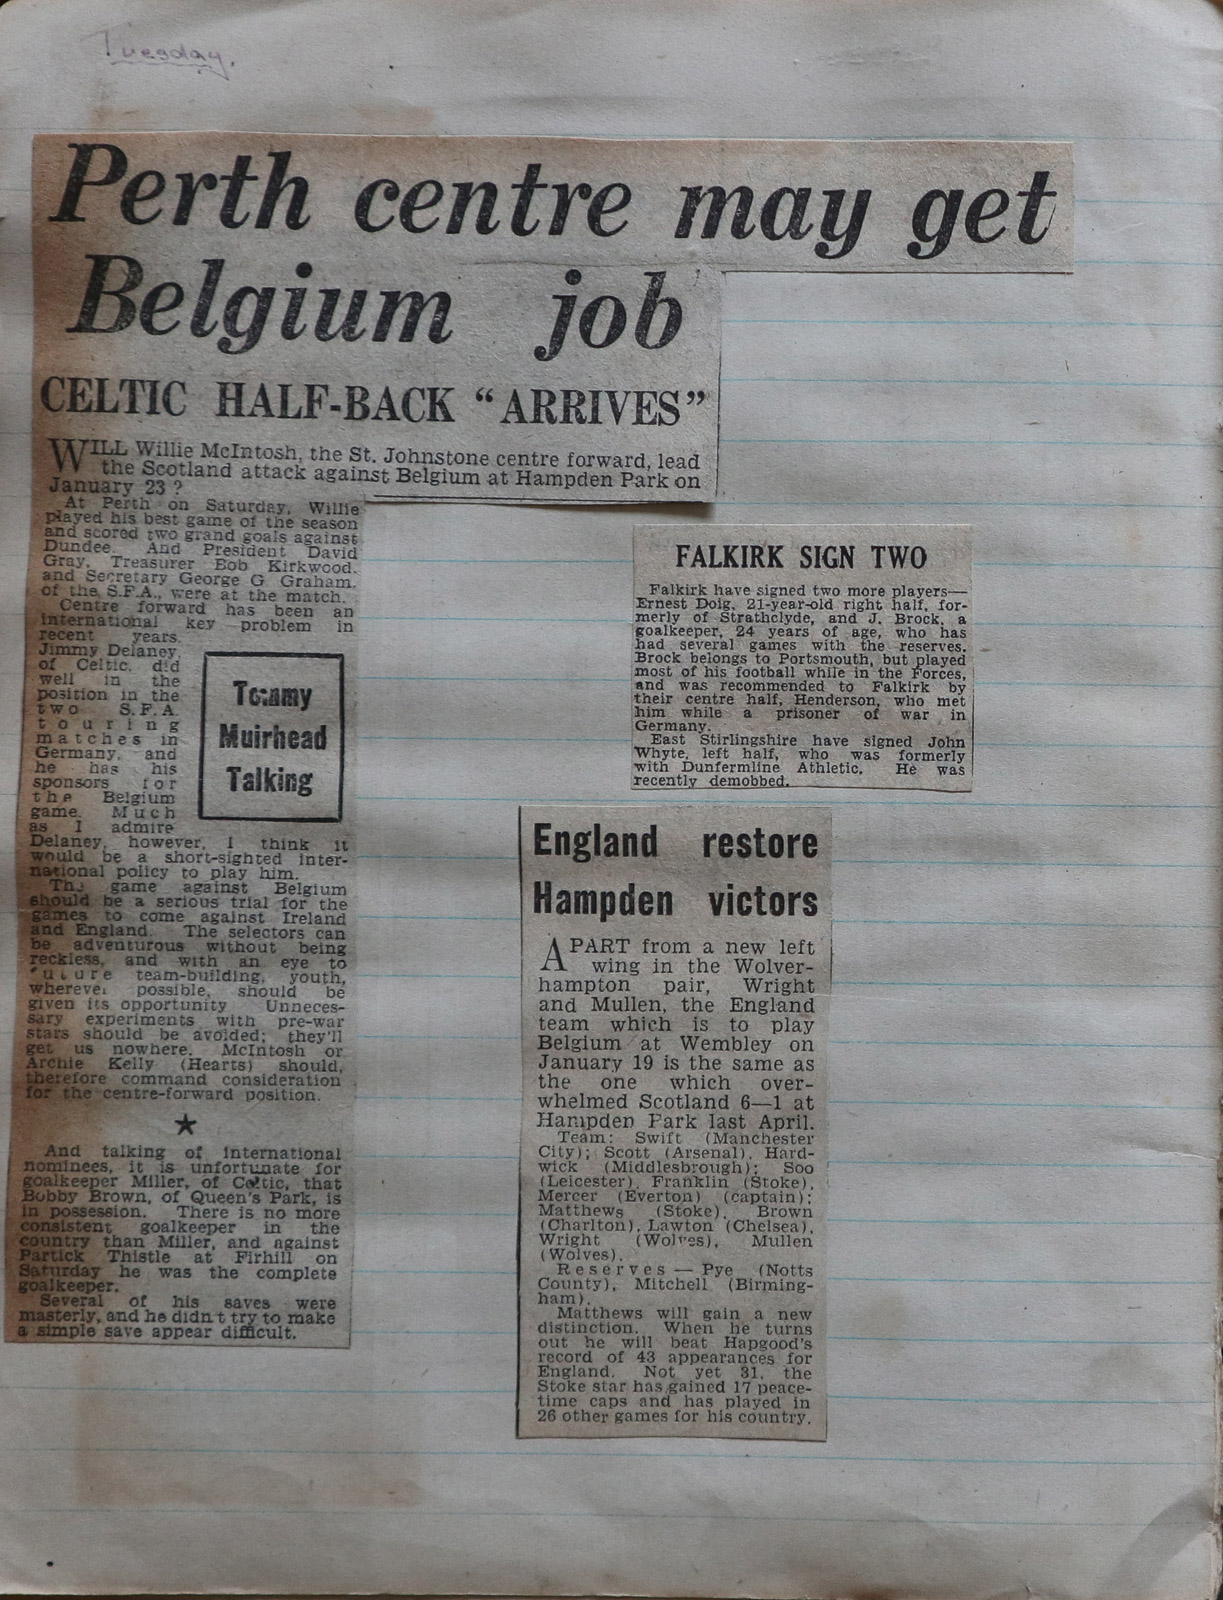 Tuesday.
Perth centre may get
Belgium job
CELTIC HALF-BACK “ARRIVES”
WILL Willie McIntosh, the St. Johnstone centre forward, lead
the Scotland attack against Belgium at Hampden Park on
January 23 ?
At Perth on Saturday, Willie
played his best game of the season
and scored two grand goals against
Dundee. And President David
Gray, Treasurer Bob Kirkwood.
and Secretary George G Graham.
of the S.F.A., were at the match.
Centre forward has been an
International key problem in
recent years.
Jimmy Delaney,
of Celtic, did
well in the
position in the
two S.F.A.
touring
matches in
Germany, and
he has his
sponsors for
the Belgium
game. Much
as I admire
Delaney, however, I think it
would be a short-sighted inter-
national policy to play him.
The game against Belgium
should be a serious trial for the
games to come against Ireland
and England. The selectors can
be adventurous without being
reckless, and with an eye to
future team-building, youth,
wherever possible, should be
given its opportunity Unneces-
sary experiments with pre-war
stars should be avoided; they'll
get us nowhere. McIntosh or
Archie Kelly (Hearts) should,
therefore command consideration
for the centre-forward position.
★
And talking of International
nominees, it is unfortunate for
goalkeeper Miller, of Celtic, that
Bobby Brown, of Queen's Park, is
in possession. There is no more
consistent goalkeeper in the
country than Miller, and against
Partick Thistle at Firhill on
Saturday he was the complete
goalkeeper.
Several of his saves were
masterly, and he didn't try to make
a simple save appear difficult.
Tommy
Muirhead
Talking
FALKIRK SIGN TWO
Falkirk have signed two more players—
Ernest Doig, 21-year-old right half, for-
merly of Strathclyde, and J. Brock, a
goalkeeper, 24 years of age, who has
had several games with the reserves.
Brock belongs to Portsmouth, but played
most of his football while in the Forces,
and was recommended to Falkirk by
their centre half, Henderson, who met
him while a prisoner of war in
Germany.
East Stirlingshire have signed John
Whyte, left half, who was formerly
with Dunfermline Athletic. He was
recently demobbed.
England restore
Hampden victors
APART from a new left
wing in the Wolver-
hampton pair, Wright
and Mullen, the England
team which is to play
Belgium at Wembley on
January 19 is the same as
the one which over-
whelmed Scotland 6—1 at
Hampden Park last April.
Team: Swift (Manchester
City); Scott (Arsenal), Hard-
wick (Middlesbrough); Soo
(Leicester), Franklin (Stoke),
Mercer (Everton) (captain);
Matthews (Stoke), Brown
(Charlton), Lawton (Chelsea),
Wright (Wolves), Mullen
(Wolves).
Reserves — Pye (Notts
County), Mitchell (Birming-
ham).
Matthews will gain a new
distinction. When he turns
out he will beat Hapgood's
record of 43 appearances for
England. Not yet 31, the
Stoke star has gained 17 peace-
time caps and has played in
26 other games for his country.